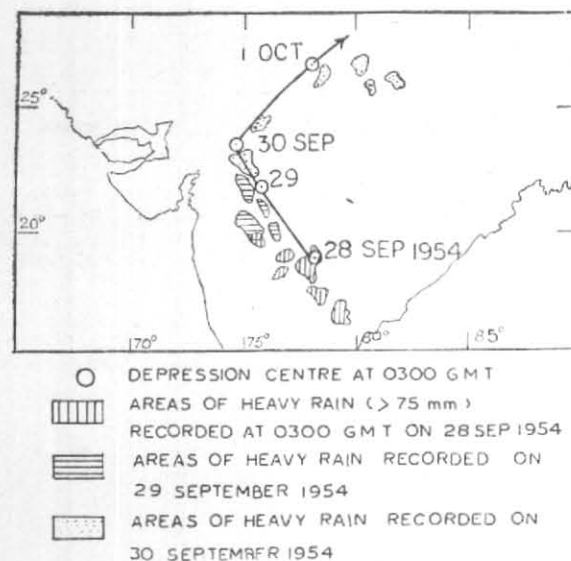 1 OCT
25°
30 SEP
29
20°
28 SEP 1954
170°
175°
180°
185°
DEPRESSION CENTRE AT 0300 GMT
AREAS OF HEAVY RAIN (> 75 mm)
RECORDED AT 0300 GMT ON 28 SEP 1954
AREAS OF HEAVY RAIN RECORDED ON
29 SEPTEMBER 1954
AREAS OF HEAVY RAIN RECORDED ON
30 SEPTEMBER 1954